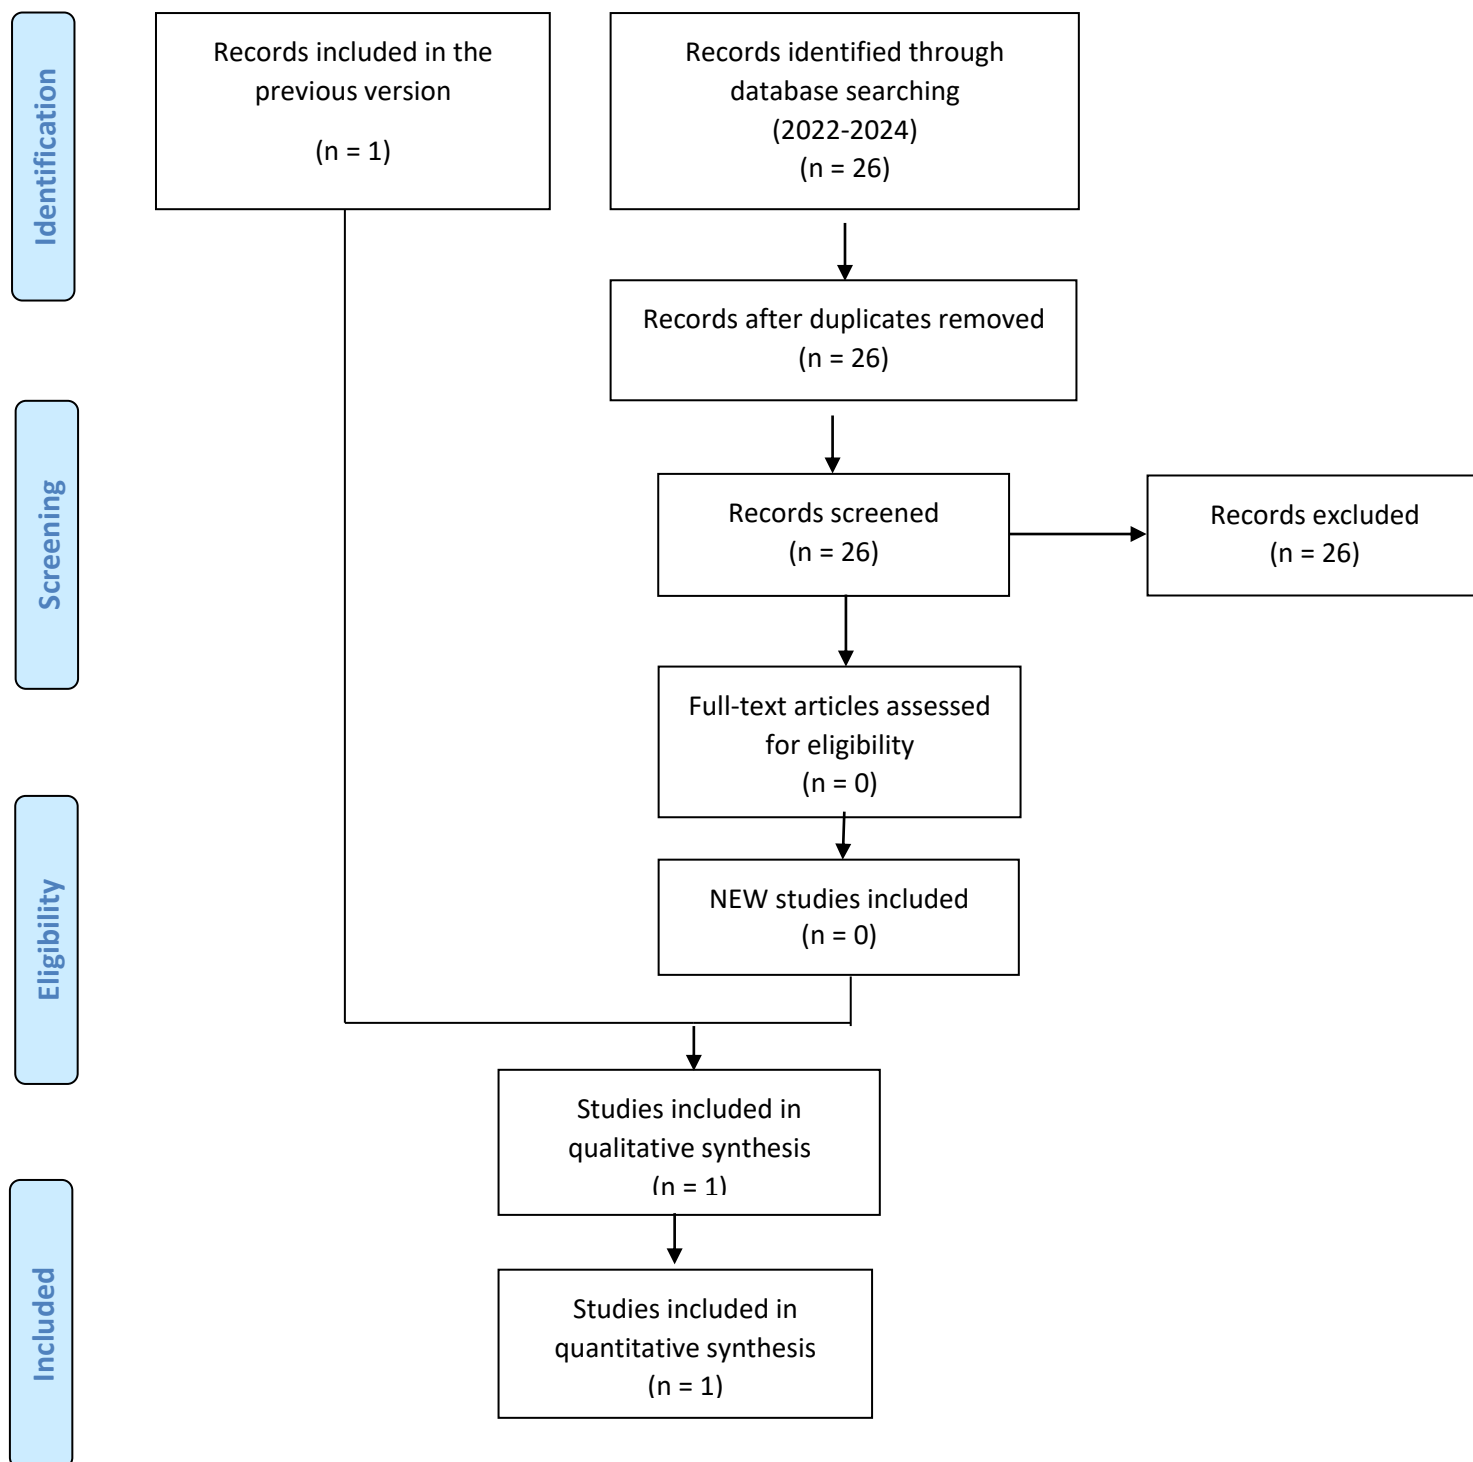 Identification
Records included in the
previous version
(n = 1)
Records identified through
database searching
(2022-2024)
(n = 26)
Records after duplicates removed
(n = 26)
Screening
Records screened
(n = 26)
Records excluded
(n = 26)
Full-text articles assessed
for eligibility
(n = 0)
Eligibility
NEW studies included
(n = 0)
Studies included in
qualitative synthesis
(n = 1)
Included
Studies included in
quantitative synthesis
(n = 1)